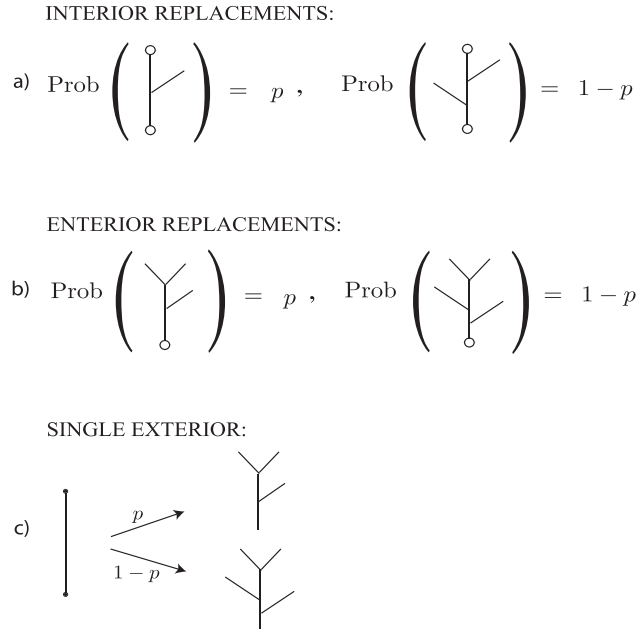 INTERIOR REPLACEMENTS:
a) Prob ( ) = p , Prob ( ) = 1 − p
ENTERIOR REPLACEMENTS:
b) Prob ( ) = p , Prob ( ) = 1 − p
SINGLE EXTERIOR:
c)
p
1 − p